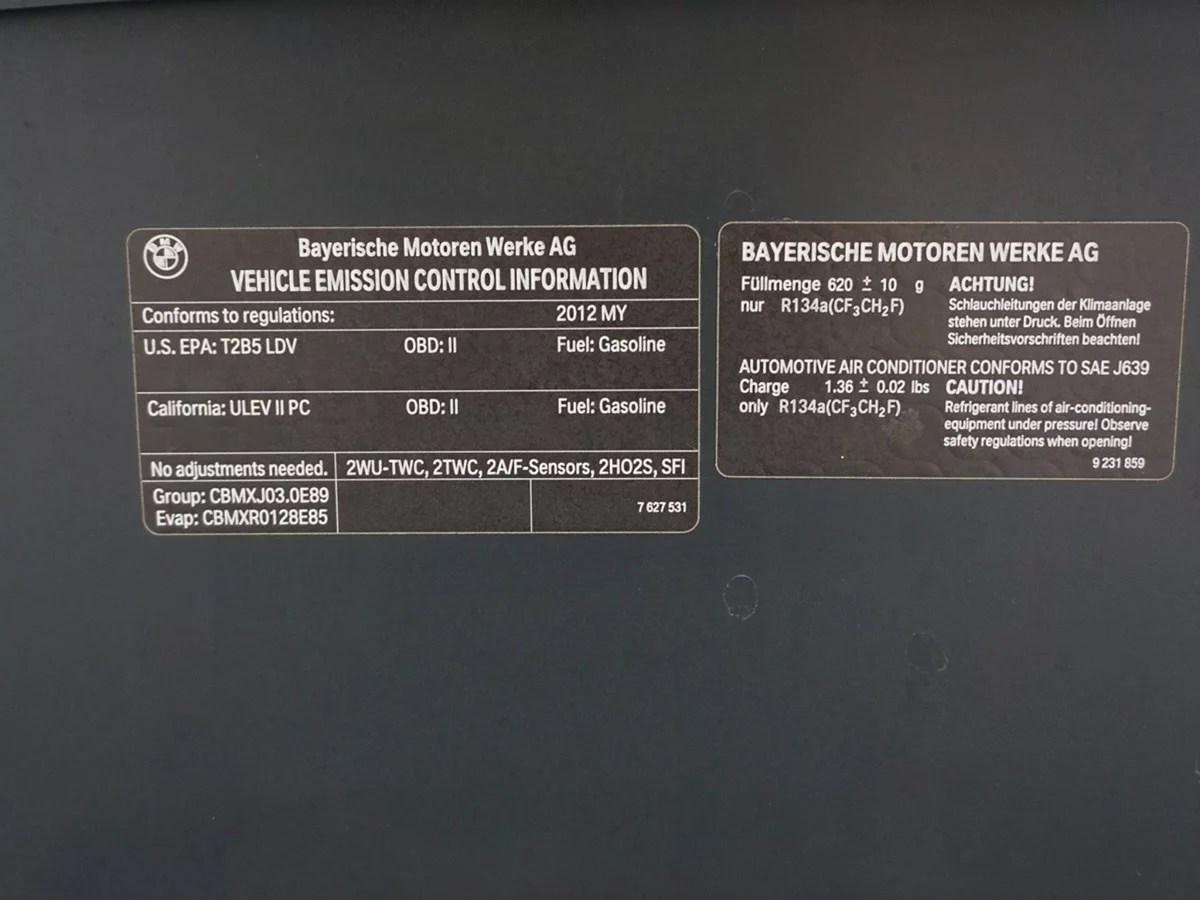 BMW
Bayerische Motoren Werke AG
VEHICLE EMISSION CONTROL INFORMATION
Conforms to regulations: 2012 MY
U.S. EPA: T2B5 LDV OBD: II Fuel: Gasoline
California: ULEV II PC OBD: II Fuel: Gasoline
No adjustments needed. 2WU-TWC, 2TWC, 2A/F-Sensors, 2HO2S, SFI
Group: CBMXJ03.0E89
Evap: CBMXR0128E85
7 627 531
BAYERISCHE MOTOREN WERKE AG
Füllmenge 620 ± 10 g
nur R134a(CF₃CH₂F)
ACHTUNG!
Schlauchleitungen der Klimaanlage
stehen unter Druck. Beim Öffnen
Sicherheitsvorschriften beachten!
AUTOMOTIVE AIR CONDITIONER CONFORMS TO SAE J639
Charge 1.36 ± 0.02 lbs
only R134a(CF₃CH₂F)
CAUTION!
Refrigerant lines of air-conditioning-
equipment under pressure! Observe
safety regulations when opening!
9 231 859